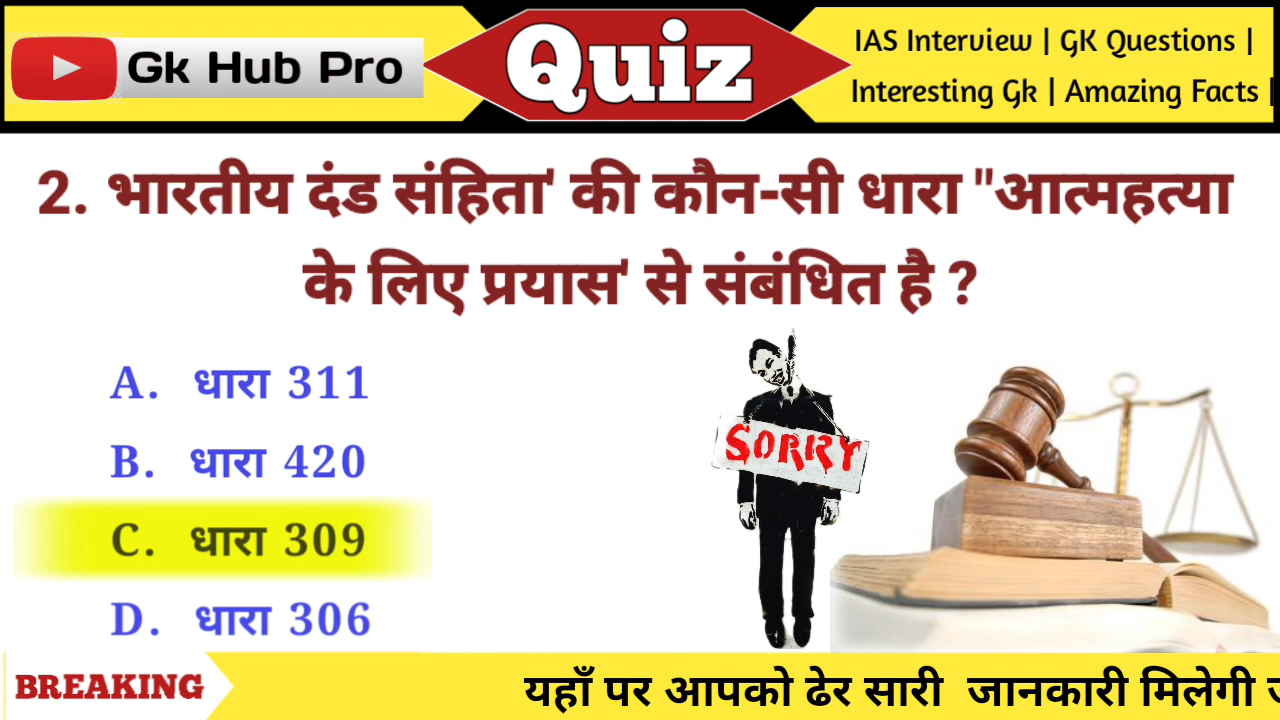 Gk Hub Pro
Quiz
IAS Interview | GK Questions |
Interesting Gk | Amazing Facts |
2. भारतीय दंड संहिता' की कौन-सी धारा "आत्महत्या
के लिए प्रयास' से संबंधित है ?
A. धारा 311
B. धारा 420
C. धारा 309
D. धारा 306
SORRY
BREAKING
यहाँ पर आपको ढेर सारी जानकारी मिलेगी